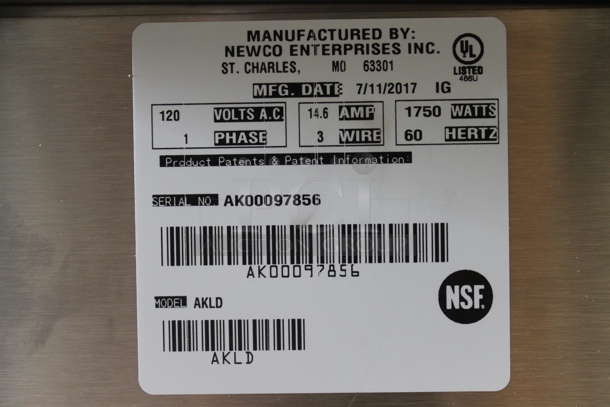 MANUFACTURED BY:
NEWCO ENTERPRISES INC.
ST. CHARLES, MO 63301
UL
LISTED
486U
MFG. DATE 7/11/2017 IG
120 VOLTS A.C. 14.6 AMP 1750 WATTS
1 PHASE 3 WIRE 60 HERTZ
Product Patents & Patent Information:
SERIAL NO. AK00097856
AK00097856
MODEL AKLD
NSF.
AKLD